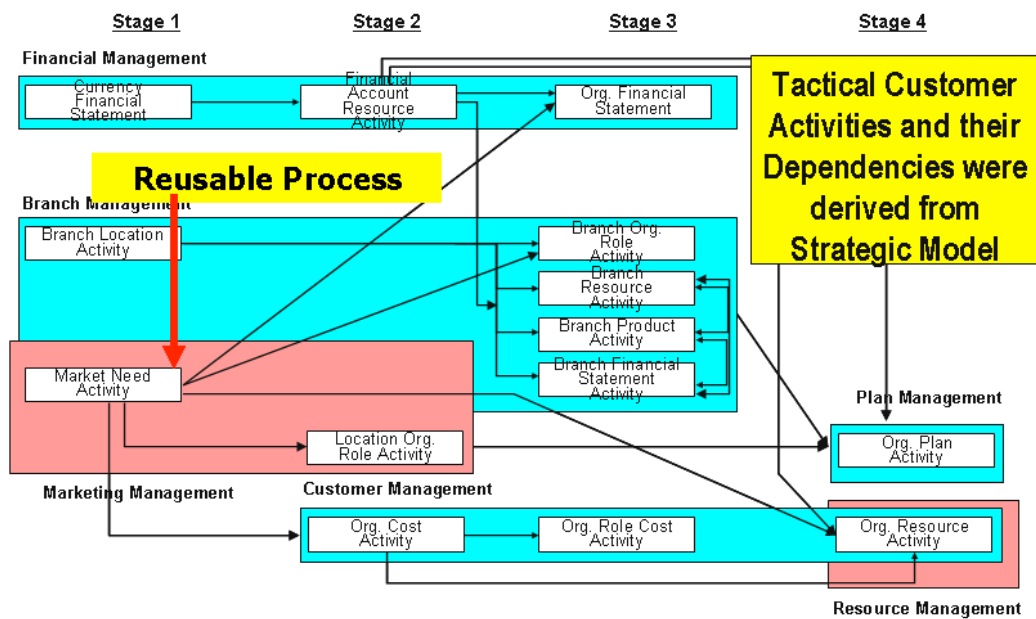 Stage 1
Stage 2
Stage 3
Stage 4
Financial Management
Currency
Financial
Statement
Financial
Account
Resource
Activity
Org. Financial
Statement
Tactical Customer
Activities and their
Dependencies were
derived from
Strategic Model
Reusable Process
Branch Management
Branch Location
Activity
Branch Org.
Role
Activity
Branch
Resource
Activity
Branch Product
Activity
Branch Financial
Statement Activity
Market Need
Activity
Location Org.
Role Activity
Plan Management
Org. Plan
Activity
Marketing Management
Customer Management
Org. Cost
Activity
Org. Role Cost
Activity
Org. Resource
Activity
Resource Management